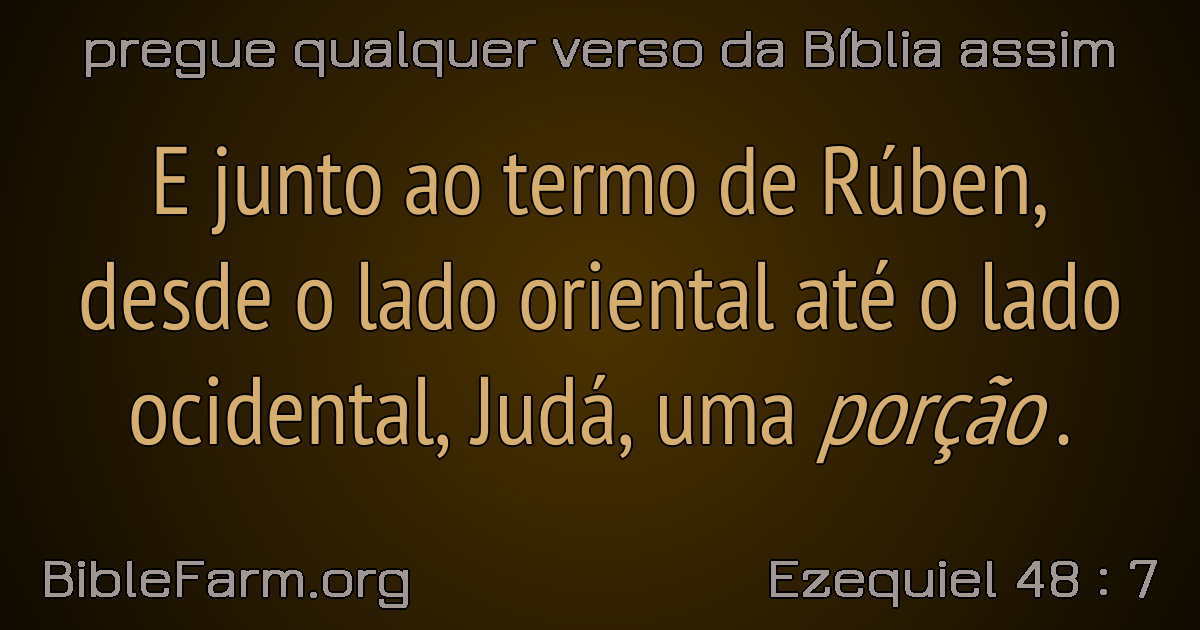 pregue qualquer verso da Bíblia assim
E junto ao termo de Rúben,
desde o lado oriental até o lado
ocidental, Judá, uma porção .
BibleFarm.org
Ezequiel 48 : 7